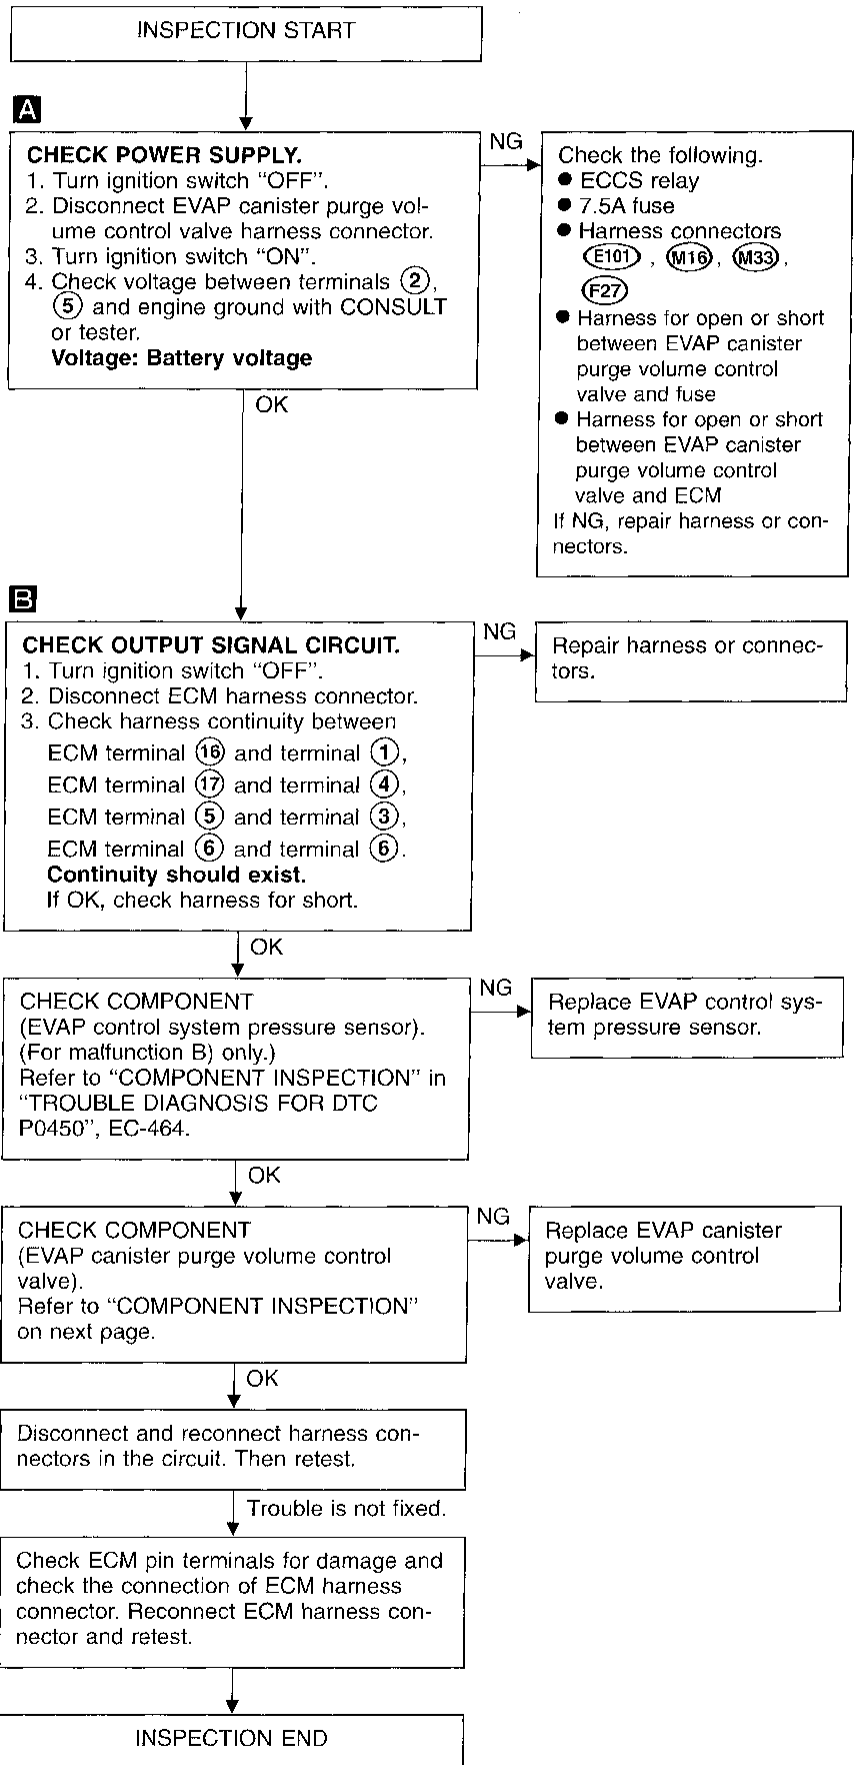 INSPECTION START
A
CHECK POWER SUPPLY.
1. Turn ignition switch “OFF”.
2. Disconnect EVAP canister purge vol-
ume control valve harness connector.
3. Turn ignition switch “ON”.
4. Check voltage between terminals ②,
⑤ and engine ground with CONSULT
or tester.
Voltage: Battery voltage
NG
Check the following.
● ECCS relay
● 7.5A fuse
● Harness connectors
E101 , M16 , M33 ,
F27
● Harness for open or short
between EVAP canister
purge volume control
valve and fuse
● Harness for open or short
between EVAP canister
purge volume control
valve and ECM
If NG, repair harness or con-
nectors.
OK
B
CHECK OUTPUT SIGNAL CIRCUIT.
1. Turn ignition switch “OFF”.
2. Disconnect ECM harness connector.
3. Check harness continuity between
ECM terminal ⑯ and terminal ①,
ECM terminal ⑰ and terminal ④,
ECM terminal ⑤ and terminal ③,
ECM terminal ⑥ and terminal ⑥.
Continuity should exist.
If OK, check harness for short.
NG
Repair harness or connec-
tors.
OK
CHECK COMPONENT
(EVAP control system pressure sensor).
(For malfunction B) only.)
Refer to “COMPONENT INSPECTION” in
“TROUBLE DIAGNOSIS FOR DTC
P0450”, EC-464.
NG
Replace EVAP control sys-
tem pressure sensor.
OK
CHECK COMPONENT
(EVAP canister purge volume control
valve).
Refer to “COMPONENT INSPECTION”
on next page.
NG
Replace EVAP canister
purge volume control
valve.
OK
Disconnect and reconnect harness con-
nectors in the circuit. Then retest.
Trouble is not fixed.
Check ECM pin terminals for damage and
check the connection of ECM harness
connector. Reconnect ECM harness con-
nector and retest.
INSPECTION END